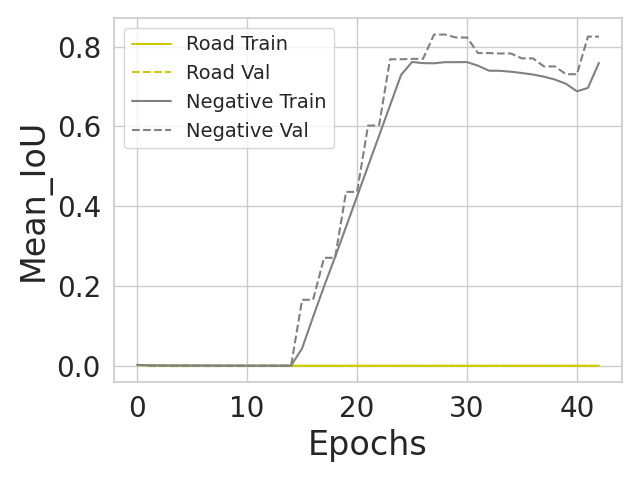 Road Train
Road Val
Negative Train
Negative Val
Mean_IoU
0.8
0.6
0.4
0.2
0.0
0 10 20 30 40
Epochs